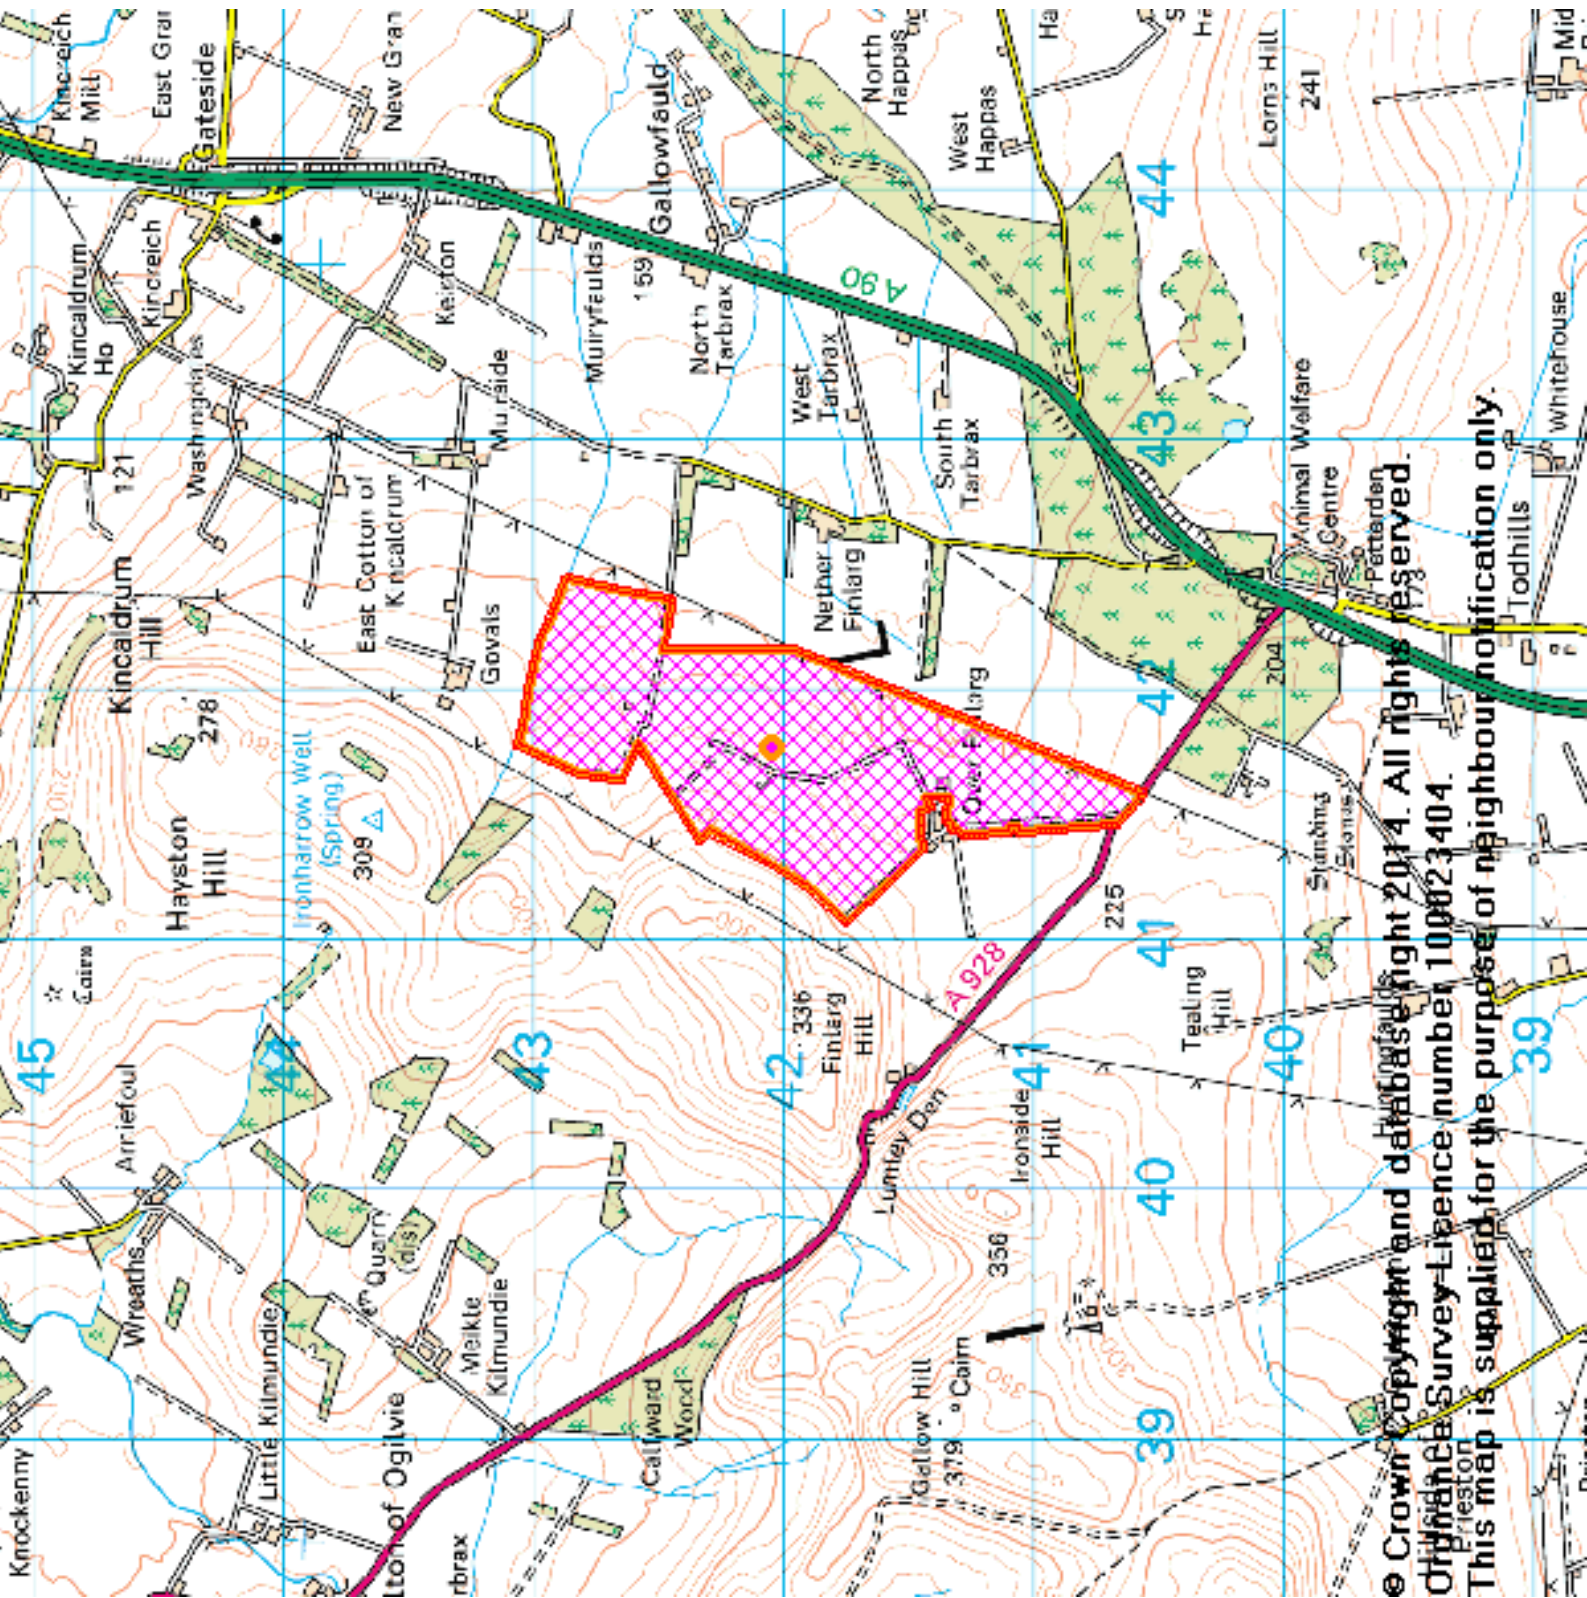 Kincreich
Mill
East
Gateside
New
Gallowfauld
North
Happas
West
Happas
Lorns Hill
241
44
Kincaldrum
Ho
Kincreich
Keirton
Muiryfaulds
159
North
Tarbrax
A 90
West
Tarbrax
South
Tarbrax
43
Animal Welfare
Centre
Petterden
Whitehouse
121
Muirside
East Cotton of
Kincaldrum
Kincaldrum
Hill
278
Govals
Nether
Finlarg
42
204
173
Todhills
Hayston
Hill
Ironharrow Well
(Spring)
309
Over
225
Standing
Stones
41
A 928
Cairn
45
44
43
42
336
Finlarg
Hill
41
Tealing
Hill
40
39
Arniefoul
Lumley Den
Ironside
Hill
40
Wreaths
Quarry
(dis)
Meikle
Kilmundie
356
Little Kilmundie
Callward
Wood
Gallow Hill
379
Cairn
39
Knockenny
of Ogilvie
Prieston
© Crown Copyright and database right 2014. All rights reserved.
Ordnance Survey Licence number 100023404.
This map is supplied for the purpose of neighbour notification only.